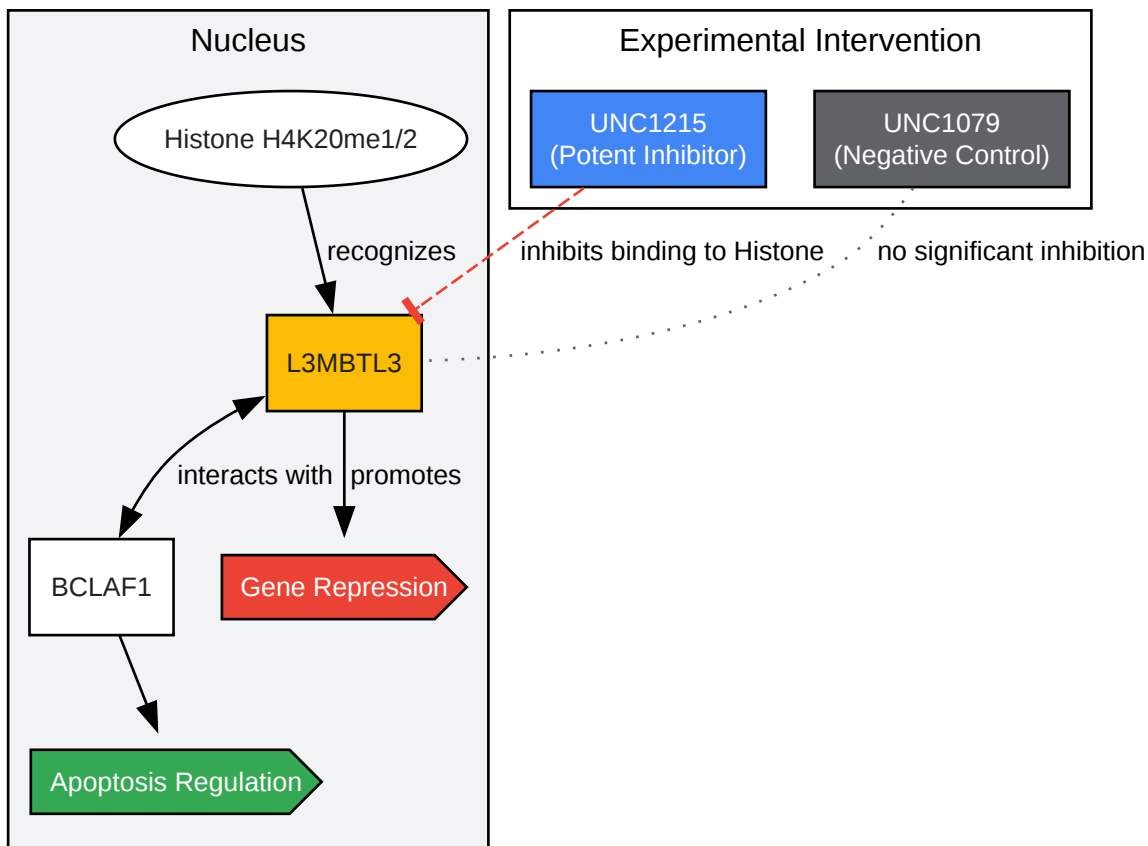 Nucleus
Experimental Intervention
Histone H4K20me1/2
UNC1215
(Potent Inhibitor)
UNC1079
(Negative Control)
recognizes
inhibits binding to Histone
no significant inhibition
L3MBTL3
interacts with
promotes
BCLAF1
Gene Repression
Apoptosis Regulation